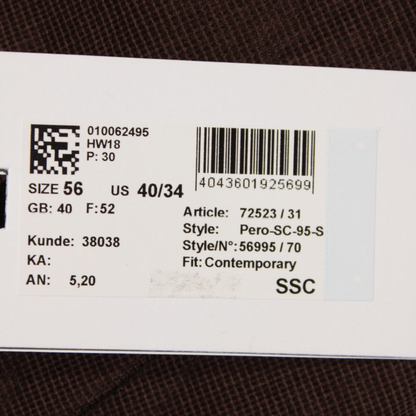 010062495
HW18
P: 30
4043601925699
SIZE 56 US 40/34
GB: 40 F:52
Article: 72523 / 31
Style: Pero-SC-95-S
Kunde: 38038
Style/N°: 56995 / 70
KA:
Fit: Contemporary
AN: 5,20
SSC